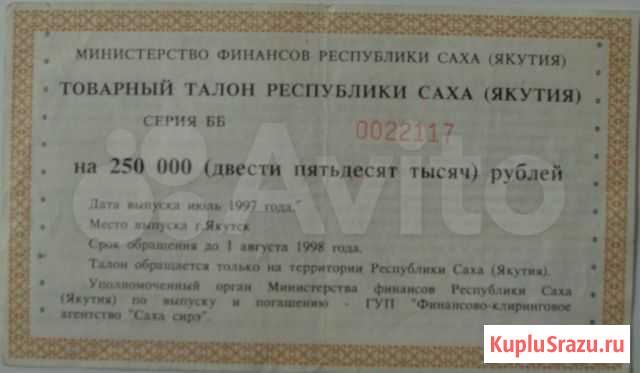 МИНИСТЕРСТВО ФИНАНСОВ РЕСПУБЛИКИ САХА (ЯКУТИЯ)
ТОВАРНЫЙ ТАЛОН РЕСПУБЛИКИ САХА (ЯКУТИЯ)
СЕРИЯ ББ 0022117
на 250 000 (двести пятьдесят тысяч) рублей
Дата выпуска июль 1997 года."
Место выпуска г.Якутск
Срок обращения до 1 августа 1998 года.
Талон обращается только на территории Республики Саха (Якутия).
Уполномоченный орган Министерства финансов Республики Саха
(Якутия) по выпуску и погашению - ГУП "Финансово-клиринговое
агентство "Саха сирэ".
Avito
KupluSrazu.ru